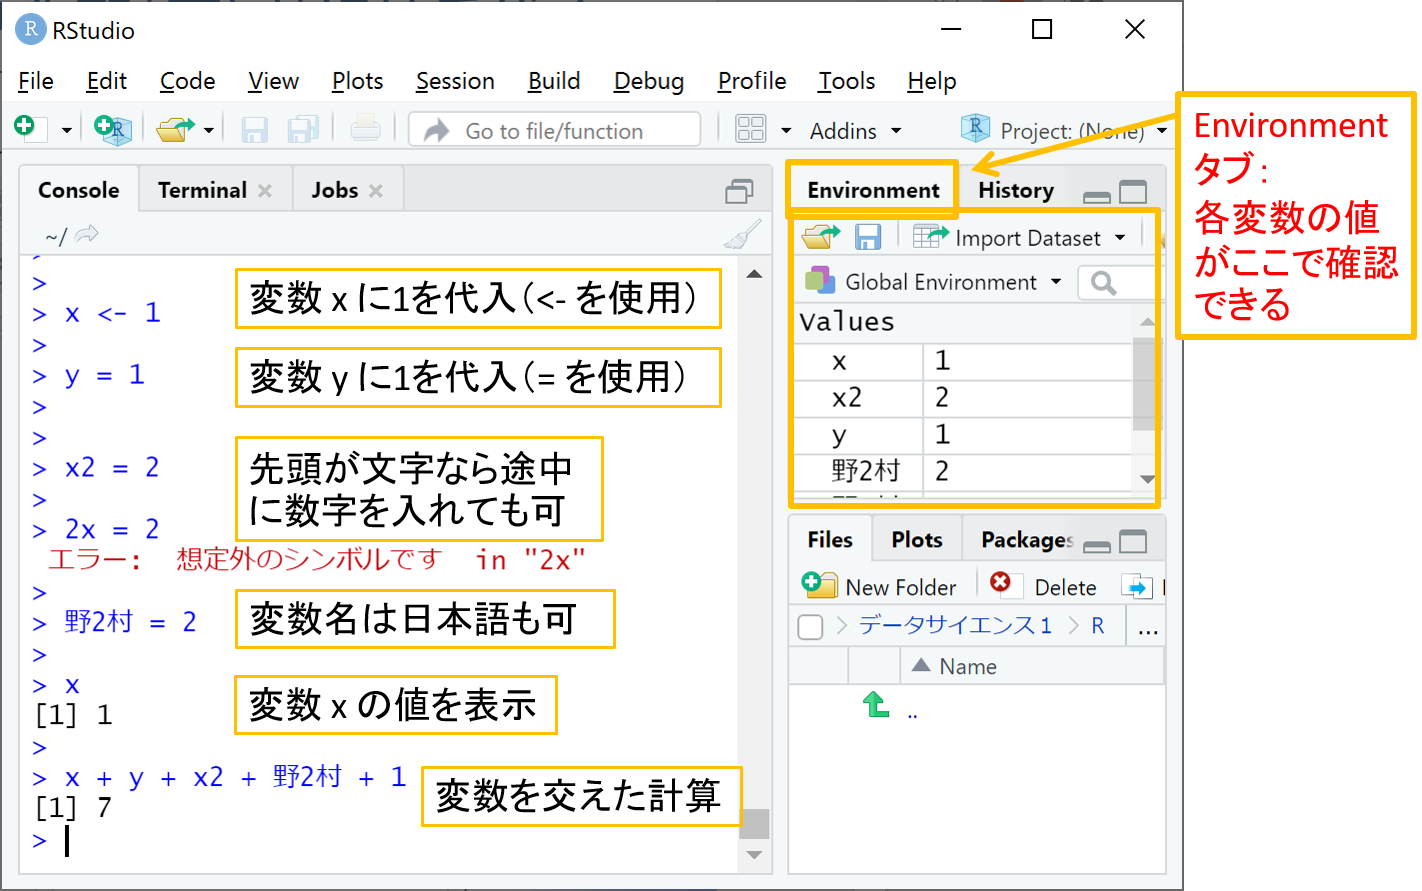 RStudio
File Edit Code View Plots Session Build Debug Profile Tools Help
Go to file/function
Addins
Project: (None)
Console Terminal Jobs
~/
>
> x <- 1
>
> y = 1
>
>
> x2 = 2
>
> 2x = 2
エラー: 想定外のシンボルです in "2x"
>
> 野2村 = 2
>
> x
[1] 1
>
> x + y + x2 + 野2村 + 1
[1] 7
>
変数 x に1を代入(<- を使用)
変数 y に1を代入(= を使用)
先頭が文字なら途中
に数字を入れても可
変数名は日本語も可
変数 x の値を表示
変数を交えた計算
Environment History
Import Dataset
Global Environment
Values
x 1
x2 2
y 1
野2村 2
Files Plots Packages
New Folder Delete
データサイエンス1 R ...
Name
..
Environment
タブ:
各変数の値
がここで確認
できる